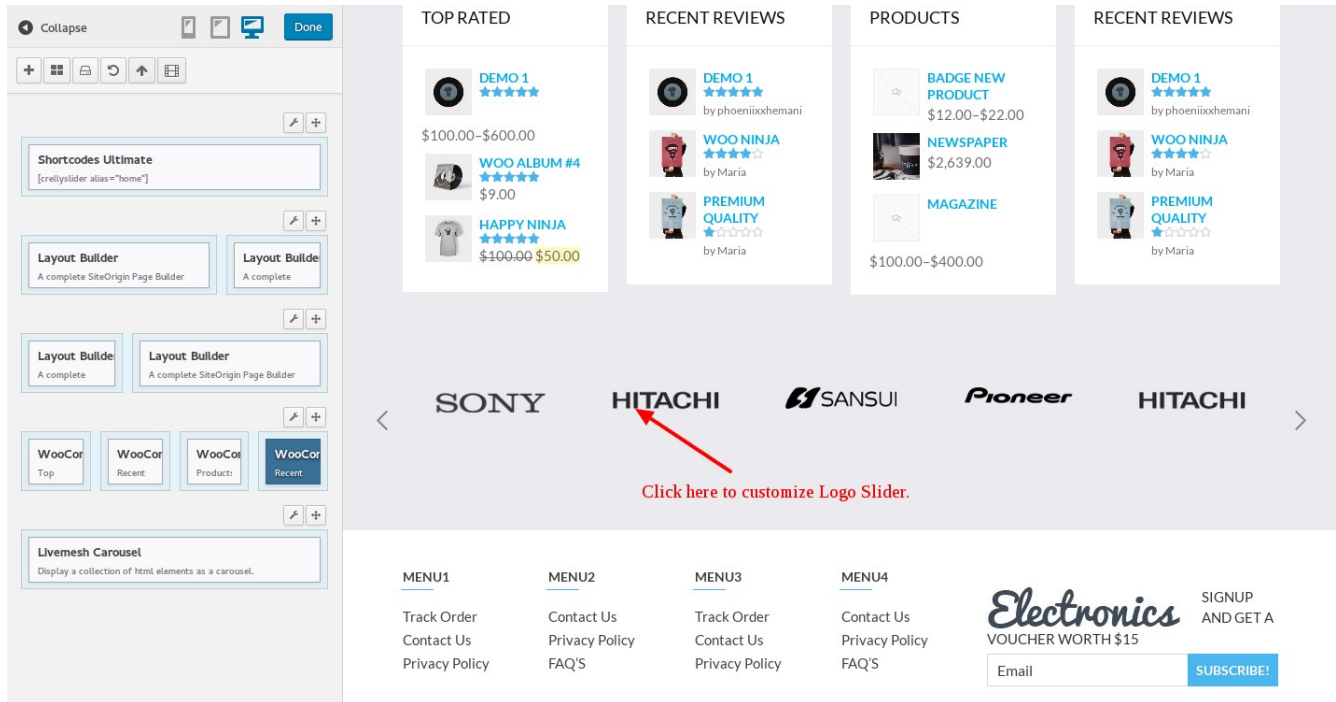 Collapse
Done
Shortcodes Ultimate
[crellyslider alias="home"]
Layout Builder
A complete SiteOrigin Page Builder
Layout Builde
A complete
Layout Builde
A complete
Layout Builder
A complete SiteOrigin Page Builder
WooCor
Top
WooCor
Recent
WooCor
Products
WooCor
Recent
Livemesh Carousel
Display a collection of html elements as a carousel.
TOP RATED
DEMO 1
$100.00–$600.00
WOO ALBUM #4
$9.00
HAPPY NINJA
$100.00 $50.00
RECENT REVIEWS
DEMO 1
by phoeniixxhemani
WOO NINJA
by Maria
PREMIUM
QUALITY
by Maria
PRODUCTS
BADGE NEW
PRODUCT
$12.00–$22.00
NEWSPAPER
$2,639.00
MAGAZINE
$100.00–$400.00
RECENT REVIEWS
DEMO 1
by phoeniixxhemani
WOO NINJA
by Maria
PREMIUM
QUALITY
by Maria
SONY
HITACHI
SANSUI
Pioneer
HITACHI
Click here to customize Logo Slider.
MENU1
Track Order
Contact Us
Privacy Policy
MENU2
Contact Us
Privacy Policy
FAQ'S
MENU3
Track Order
Contact Us
Privacy Policy
MENU4
Contact Us
Privacy Policy
FAQ'S
Electronics
SIGNUP
AND GET A
VOUCHER WORTH $15
Email
SUBSCRIBE!